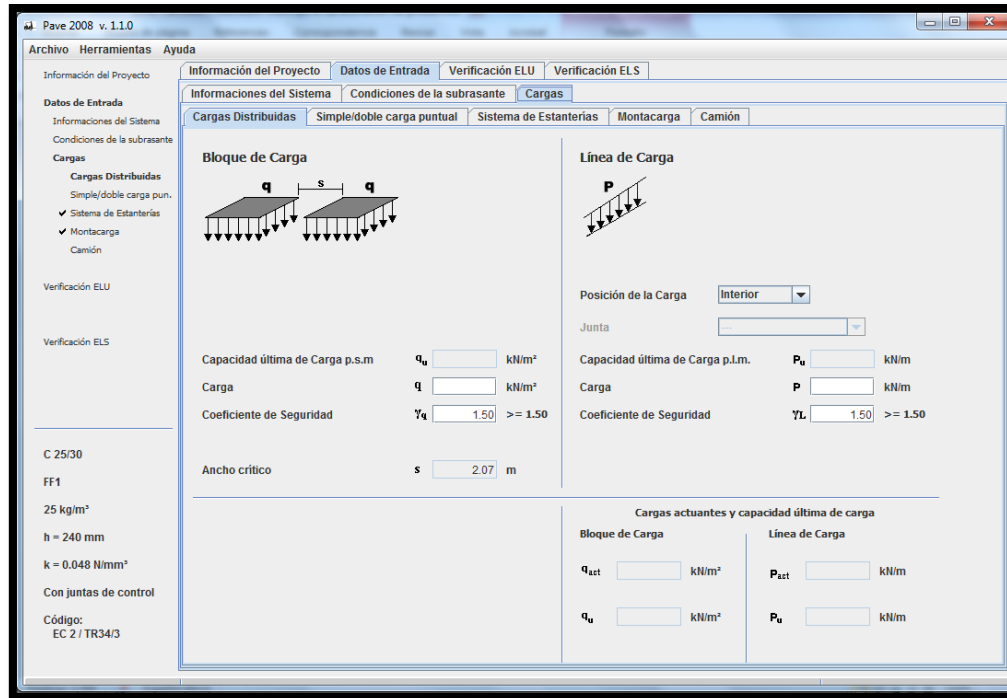 Pave 2008 v. 1.1.0
Archivo Herramientas Ayuda
Información del Proyecto
Datos de Entrada
Informaciones del Sistema
Condiciones de la subrasante
Cargas
Cargas Distribuidas
Simple/doble carga pun.
Sistema de Estanterías
Montacarga
Camión
Verificación ELU
Verificación ELS
C 25/30
FF1
25 kg/m³
h = 240 mm
k = 0.048 N/mm³
Con juntas de control
Código:
EC 2 / TR34/3
Información del Proyecto Datos de Entrada Verificación ELU Verificación ELS
Informaciones del Sistema Condiciones de la subrasante Cargas
Cargas Distribuidas Simple/doble carga puntual Sistema de Estanterías Montacarga Camión
Bloque de Carga
q s q
Capacidad última de Carga p.s.m qu kN/m²
Carga q kN/m²
Coeficiente de Seguridad γq 1.50 >= 1.50
Ancho crítico s 2.07 m
Línea de Carga
P
Posición de la Carga Interior
Junta ---
Capacidad última de Carga p.l.m. Pu kN/m
Carga P kN/m
Coeficiente de Seguridad γL 1.50 >= 1.50
Cargas actuantes y capacidad última de carga
Bloque de Carga Línea de Carga
qact kN/m² Pact kN/m
qu kN/m² Pu kN/m